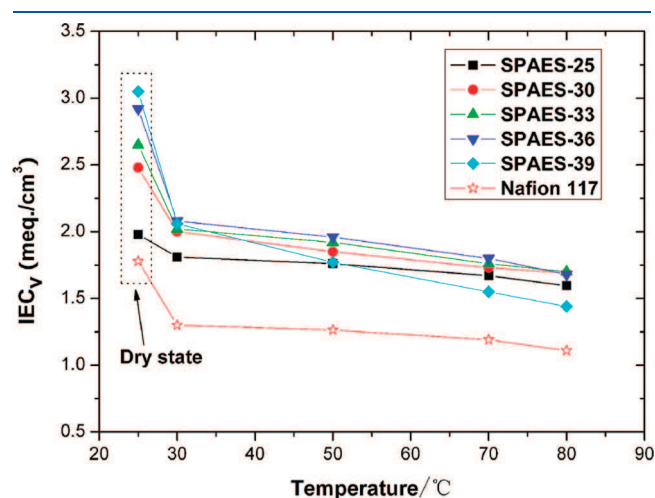 3.5
3.0
2.5
2.0
1.5
1.0
0.5
IEC_V (meq./cm³)
SPAES-25
SPAES-30
SPAES-33
SPAES-36
SPAES-39
Nafion 117
Dry state
20 30 40 50 60 70 80 90
Temperature/℃